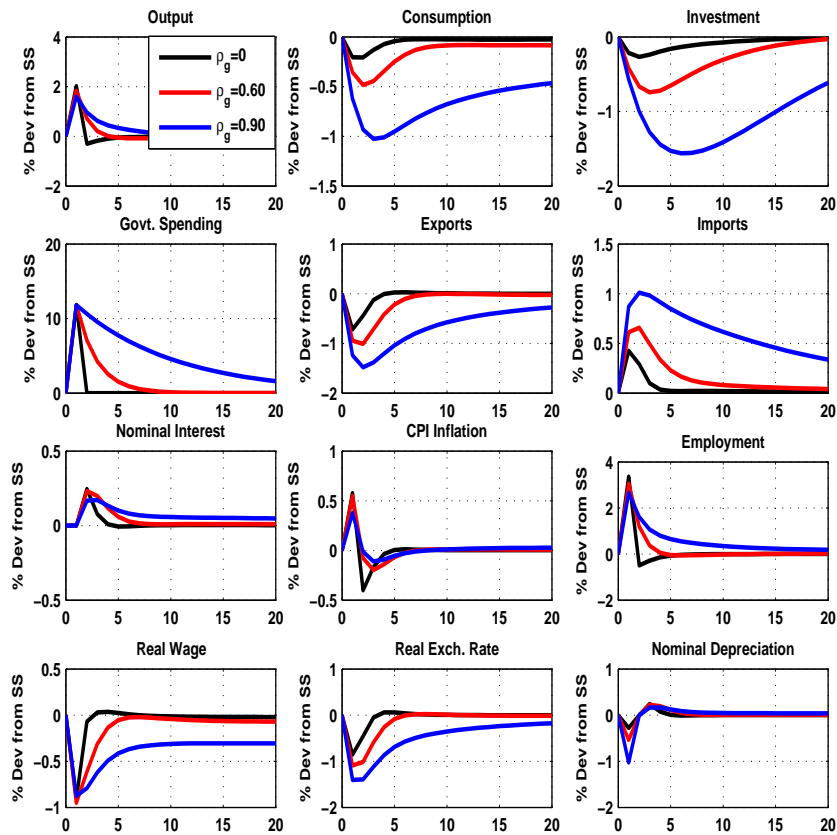 Output Consumption Investment
% Dev from SS 4 2 0 −2 0 5 10 15 20
ρg=0
ρg=0.60
ρg=0.90
% Dev from SS 0 −0.5 −1 −1.5 0 5 10 15 20
% Dev from SS 0 −1 −2 0 5 10 15 20
Govt. Spending Exports Imports
% Dev from SS 20 10 0 0 5 10 15 20
% Dev from SS 1 0 −1 −2 0 5 10 15 20
% Dev from SS 1.5 1 0.5 0 0 5 10 15 20
Nominal Interest CPI Inflation Employment
% Dev from SS 0.5 0 −0.5 0 5 10 15 20
% Dev from SS 1 0.5 0 −0.5 0 5 10 15 20
% Dev from SS 4 2 0 −2 0 5 10 15 20
Real Wage Real Exch. Rate Nominal Depreciation
% Dev from SS 0.5 0 −0.5 −1 0 5 10 15 20
% Dev from SS 1 0 −1 −2 0 5 10 15 20
% Dev from SS 1 0 −1 −2 0 5 10 15 20